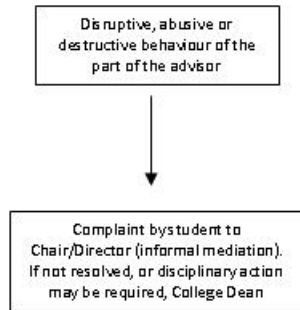 Disruptive, abusive or
destructive behaviour of the
part of the advisor
Complaint by student to
Chair/Director (informal mediation).
If not resolved, or disciplinary action
may be required, College Dean